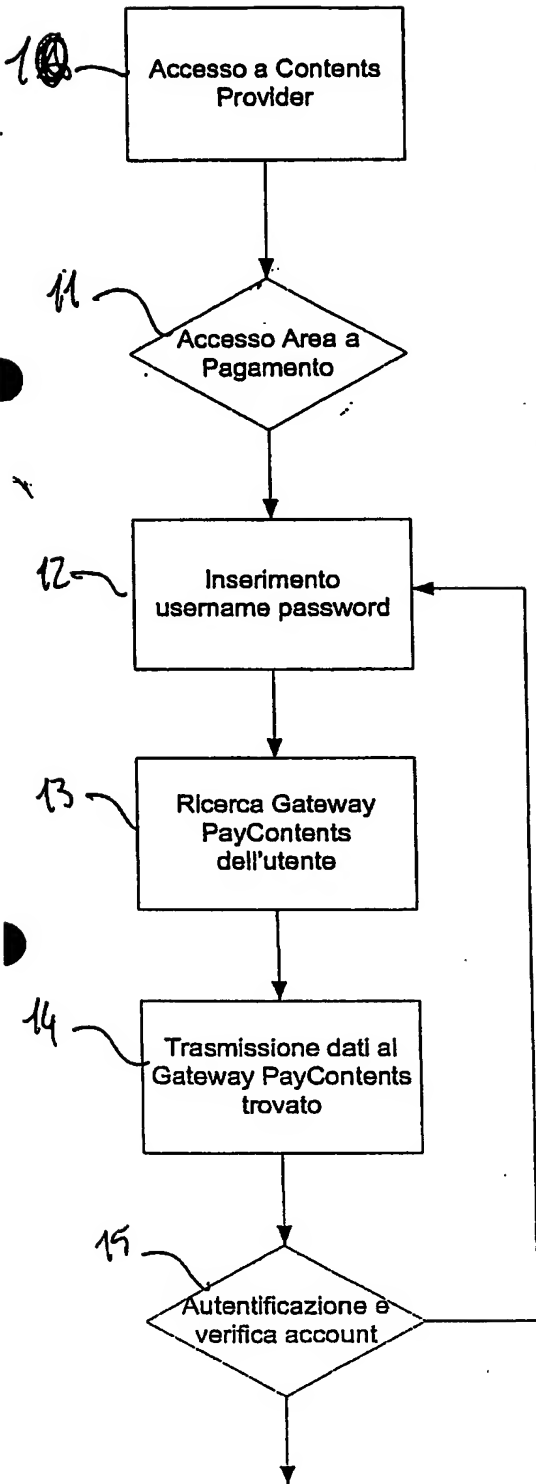 Accesso a Contents
Provider
11
Accesso Area a
Pagamento
12
Inserimento
username password
13
Ricerca Gateway
PayContents
dell'utente
14
Trasmissione dati al
Gateway PayContents
trovato
15
Autentificazione e
verifica account